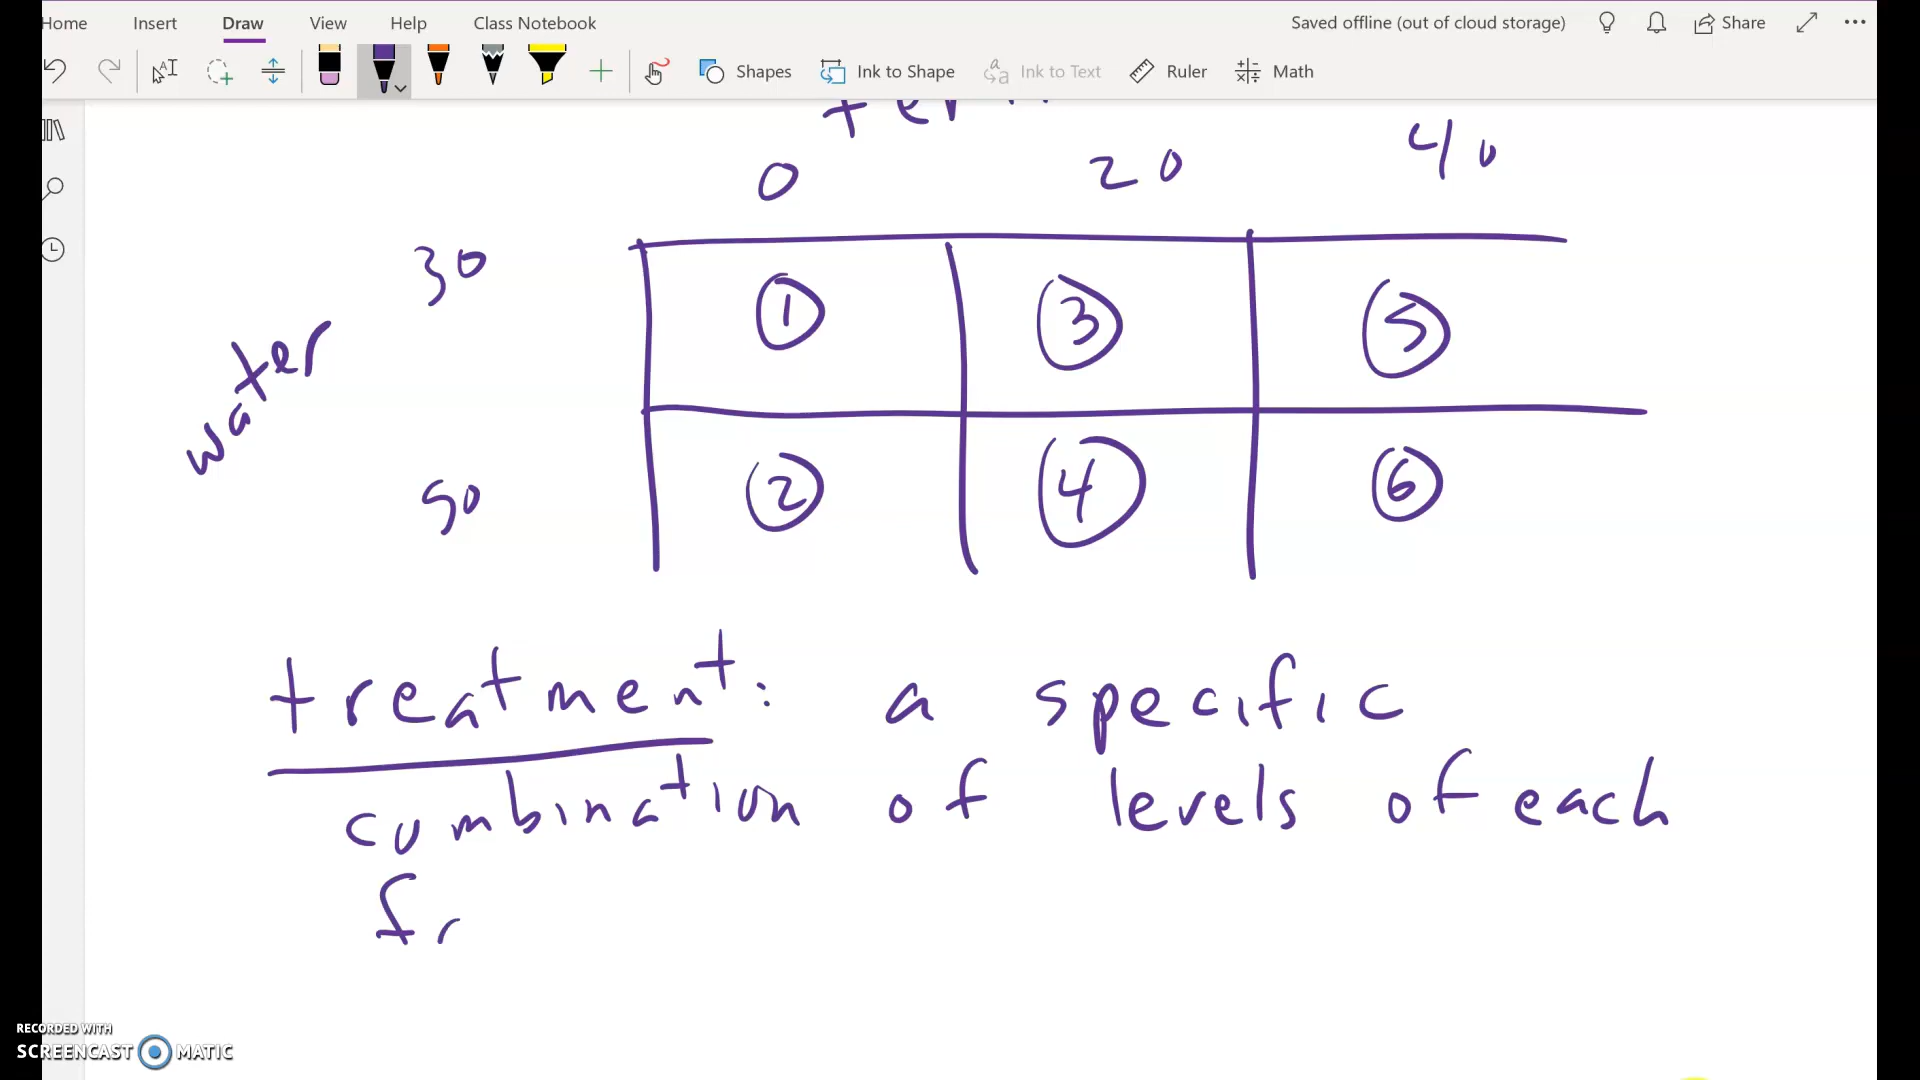 Home Insert Draw View Help Class Notebook Saved offline (out of cloud storage) Share
Shapes Ink to Shape Ink to Text Ruler Math
0 20 40
30 1 3 5
water
50 2 4 6
treatment: a specific
combination of levels of each
RECORDED WITH
SCREENCAST MATIC